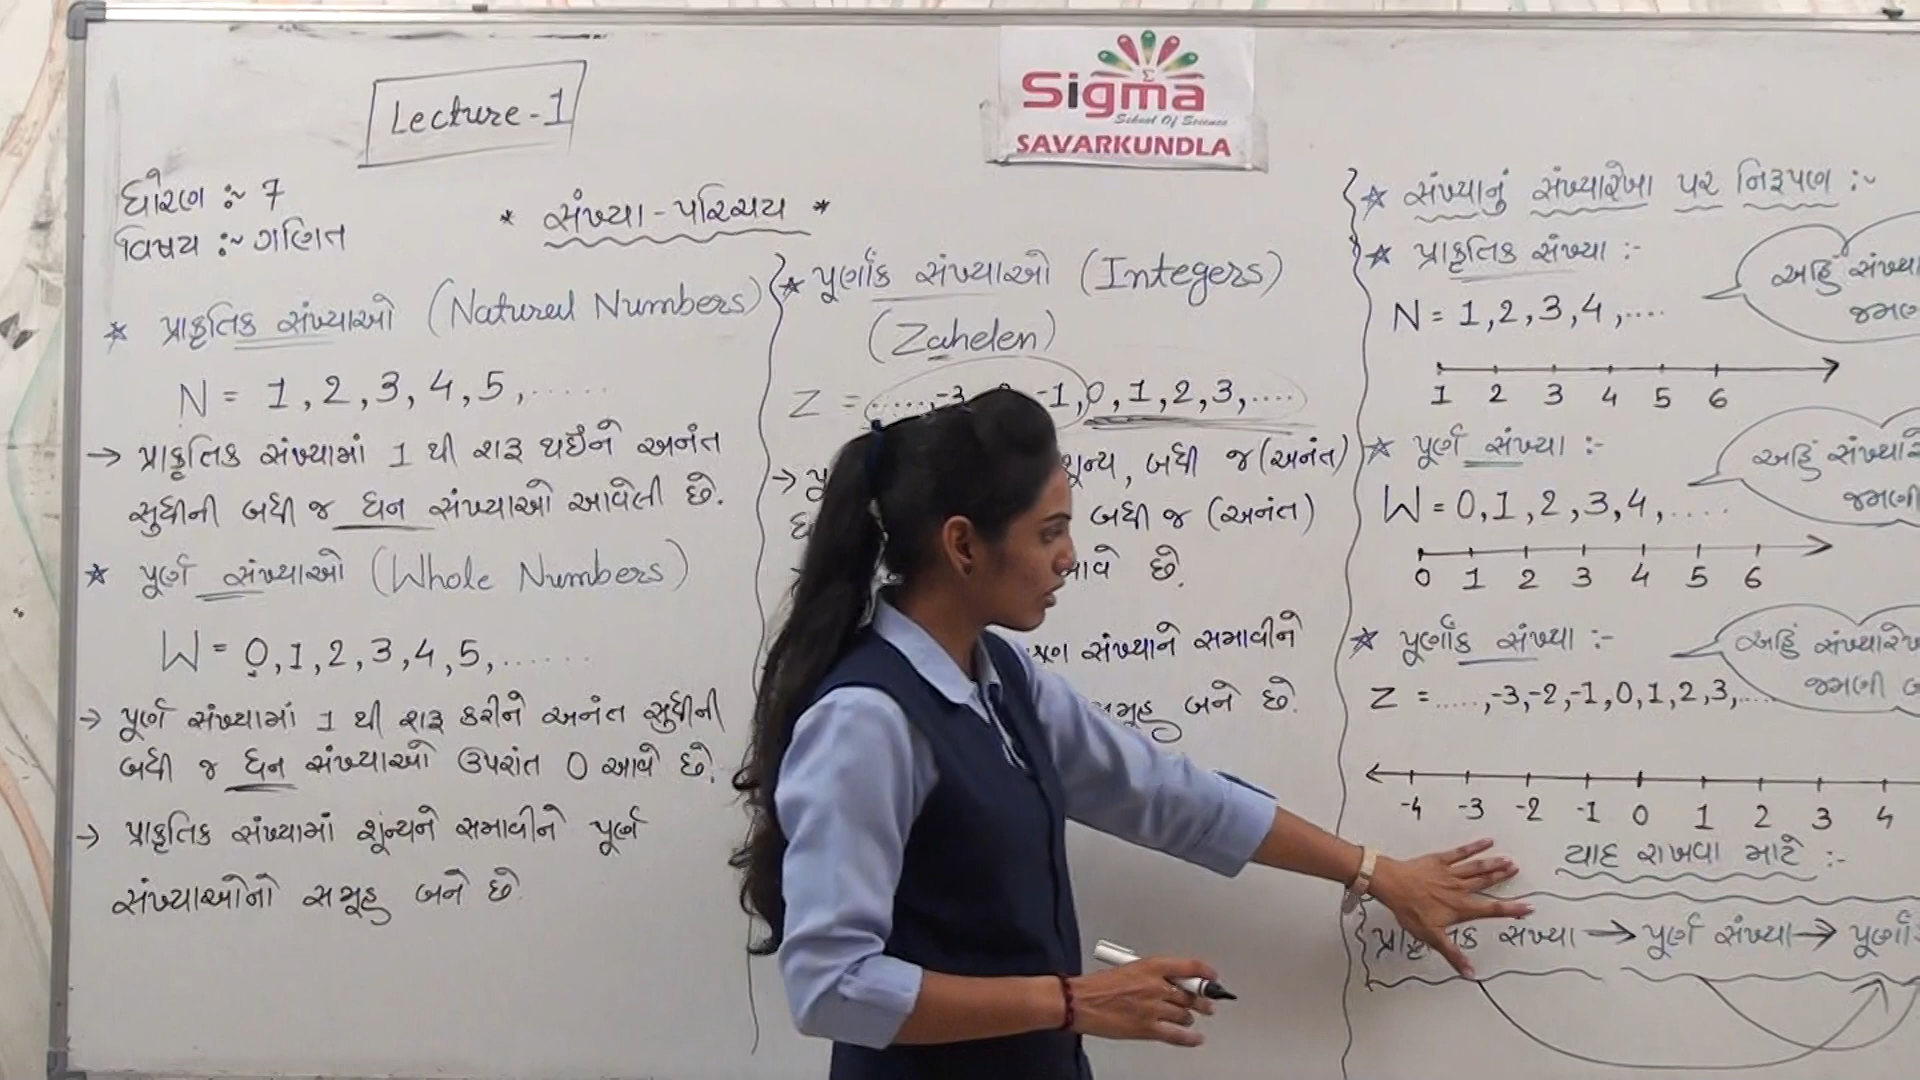 Lecture-1
Sigma
School Of Science
SAVARKUNDLA
ધોરણ :~ 7
વિષય :~ ગણિત
* સંખ્યા - પરિચય *
* પ્રાકૃતિક સંખ્યાઓ (Natural Numbers)
N = 1, 2, 3, 4, 5, ......
→ પ્રાકૃતિક સંખ્યામાં 1 થી શરૂ થઈને અનંત
સુધીની બધી જ ધન સંખ્યાઓ આવેલી છે.
* પૂર્ણ સંખ્યાઓ (Whole Numbers)
W = 0, 1, 2, 3, 4, 5, ......
→ પૂર્ણ સંખ્યામાં 1 થી શરૂ કરીને અનંત સુધીની
બધી જ ધન સંખ્યાઓ ઉપરાંત 0 આવે છે.
→ પ્રાકૃતિક સંખ્યામાં શૂન્યને સમાવીને પૂર્ણ
સંખ્યાઓનો સમૂહ બને છે.
* પૂર્ણાંક સંખ્યાઓ (Integers)
(Zahelen)
Z = ....., -3, -1, 0, 1, 2, 3, ....
→ શૂન્ય, બધી જ (અનંત)
બધી જ (અનંત)
આવે છે.
સંખ્યાને સમાવીને
સમૂહ બને છે.
* સંખ્યાનું સંખ્યારેખા પર નિરૂપણ :~
* પ્રાકૃતિક સંખ્યા :-
N = 1, 2, 3, 4, ....
1 2 3 4 5 6
અહિં સંખ્યા
જમણ
* પૂર્ણ સંખ્યા :-
W = 0, 1, 2, 3, 4, ....
0 1 2 3 4 5 6
અહિં સંખ્યારે
જમણી
* પૂર્ણાંક સંખ્યા :-
Z = ....., -3, -2, -1, 0, 1, 2, 3, ....
-4 -3 -2 -1 0 1 2 3 4
અહિં સંખ્યારેખ
જમણી
યાદ રાખવા માટે :-
સંખ્યા → પૂર્ણ સંખ્યા → પૂર્ણાં